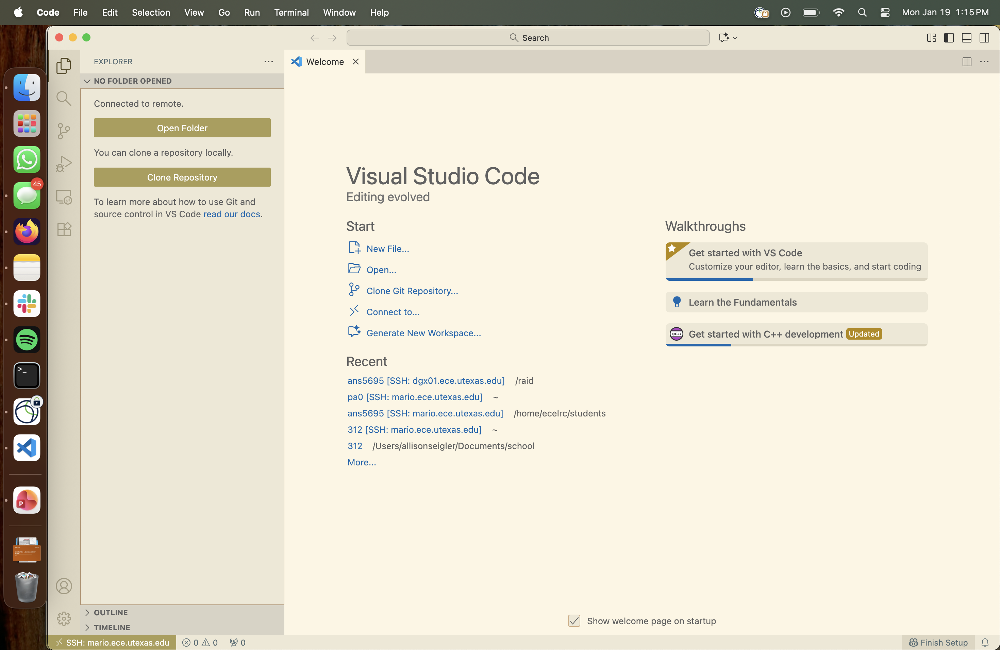 Code File Edit Selection View Go Run Terminal Window Help Mon Jan 19 1:15 PM
Search
EXPLORER
Welcome
NO FOLDER OPENED
Connected to remote.
Open Folder
You can clone a repository locally.
Clone Repository
To learn more about how to use Git and
source control in VS Code read our docs.
45
P
OUTLINE
TIMELINE
Visual Studio Code
Editing evolved
Start
New File...
Open...
Clone Git Repository...
Connect to...
Generate New Workspace...
Recent
ans5695 [SSH: dgx01.ece.utexas.edu] /raid
pa0 [SSH: mario.ece.utexas.edu] ~
ans5695 [SSH: mario.ece.utexas.edu] /home/ecelrc/students
312 [SSH: mario.ece.utexas.edu] ~
312 /Users/allisonseigler/Documents/school
More...
Walkthroughs
Get started with VS Code
Customize your editor, learn the basics, and start coding
Learn the Fundamentals
C/C++ Get started with C++ development Updated
Show welcome page on startup
SSH: mario.ece.utexas.edu 0 0 0 Finish Setup